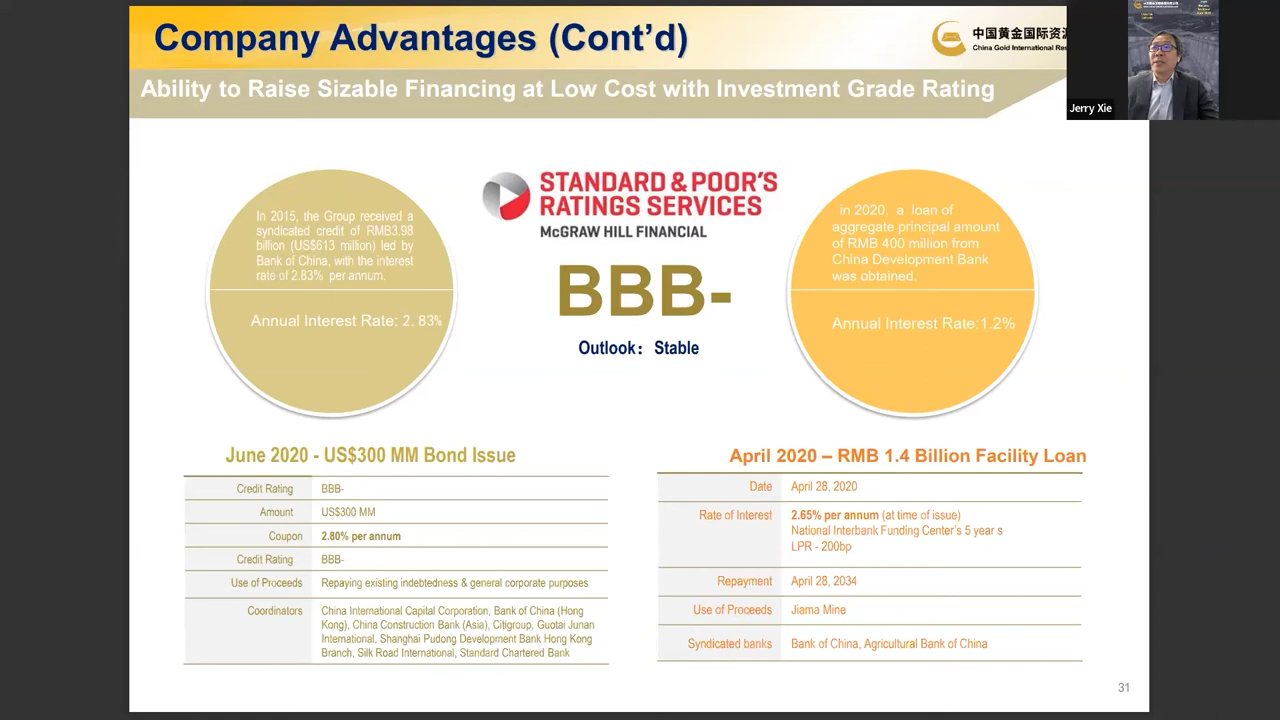 Company Advantages (Cont'd)
中国黄金国际资
China Gold International Res
Ability to Raise Sizable Financing at Low Cost with Investment Grade Rating
Jerry Xie
In 2015, the Group received a
syndicated credit of RMB3.98
billion (US$613 million) led by
Bank of China, with the interest
rate of 2.83% per annum.
Annual Interest Rate: 2. 83%
STANDARD & POOR'S
RATINGS SERVICES
McGRAW HILL FINANCIAL
BBB-
Outlook： Stable
in 2020, a loan of
aggregate principal amount
of RMB 400 million from
China Development Bank
was obtained.
Annual Interest Rate:1.2%
June 2020 - US$300 MM Bond Issue
Credit Rating BBB-
Amount US$300 MM
Coupon 2.80% per annum
Credit Rating BBB-
Use of Proceeds Repaying existing indebtedness & general corporate purposes
Coordinators China International Capital Corporation, Bank of China (Hong
Kong), China Construction Bank (Asia), Citigroup, Guotai Junan
International, Shanghai Pudong Development Bank Hong Kong
Branch, Silk Road International, Standard Chartered Bank
April 2020 – RMB 1.4 Billion Facility Loan
Date April 28, 2020
Rate of Interest 2.65% per annum (at time of issue)
National Interbank Funding Center's 5 year s
LPR - 200bp
Repayment April 28, 2034
Use of Proceeds Jiama Mine
Syndicated banks Bank of China, Agricultural Bank of China
31